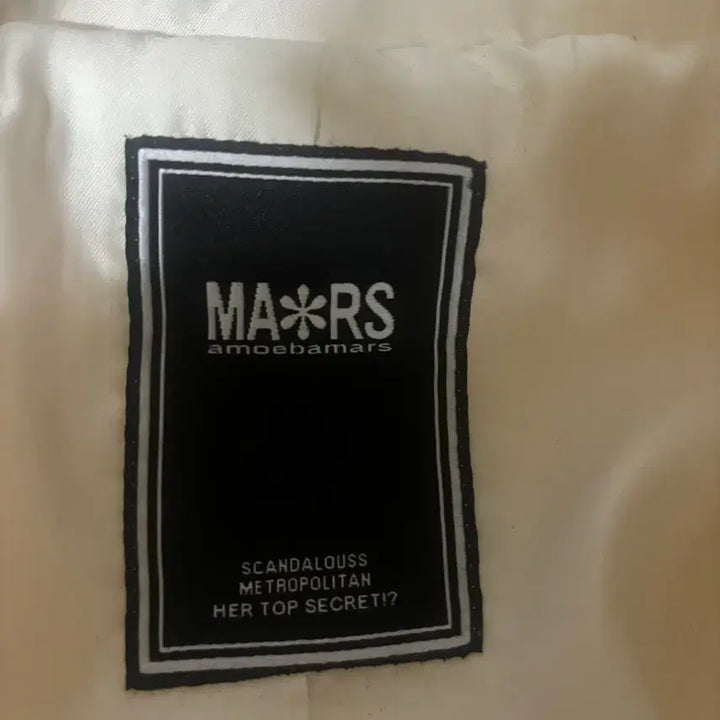 MA*RS
amoebamars
SCANDALOUSS
METROPOLITAN
HER TOP SECRET!?